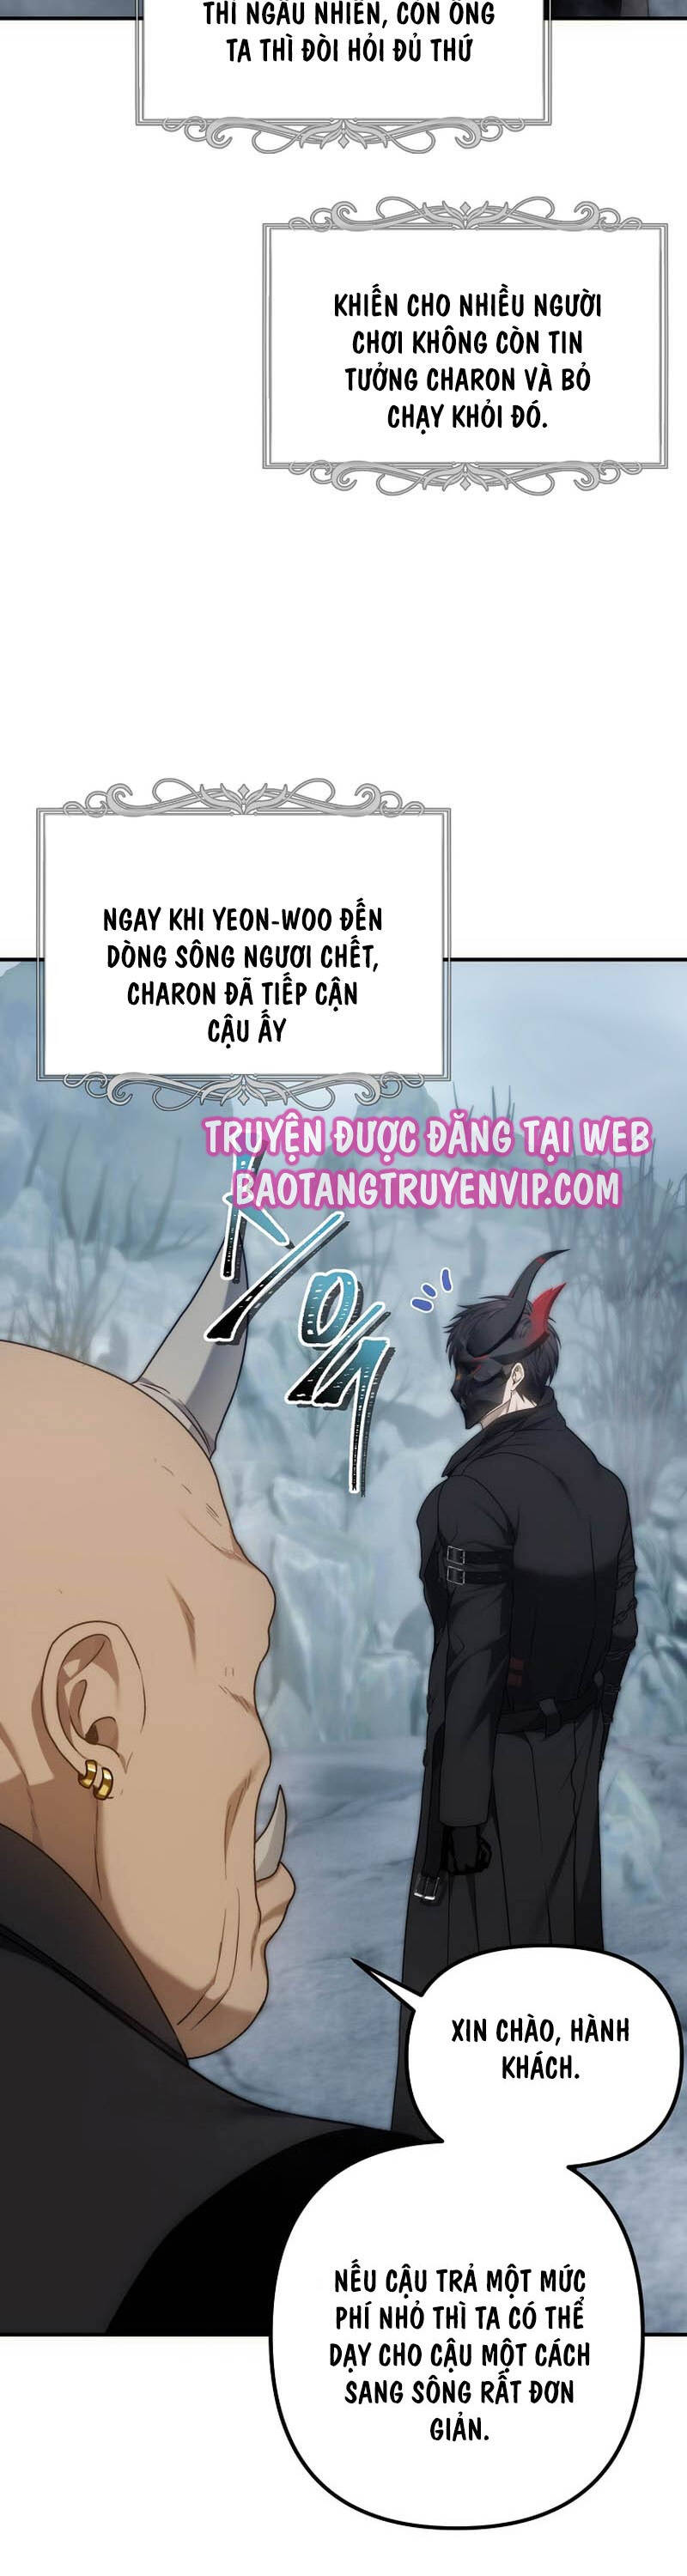 THÌ NGẪU NHIÊN, CÒN ÔNG
TA THÌ ĐÒI HỎI ĐỦ THỨ
KHIẾN CHO NHIỀU NGƯỜI
CHƠI KHÔNG CÒN TIN
TƯỞNG CHARON VÀ BỎ
CHẠY KHỎI ĐÓ.
NGAY KHI YEON-WOO ĐẾN
DÒNG SÔNG NGƯƠI CHẾT,
CHARON ĐÃ TIẾP CẬN
CẬU ẤY
TRUYỆN ĐƯỢC ĐĂNG TẠI WEB
BAOTANGTRUYENVIP.COM
스윽
XIN CHÀO, HÀNH
KHÁCH.
NẾU CẬU TRẢ MỘT MỨC
PHÍ NHỎ THÌ TA CÓ THỂ
DẠY CHO CẬU MỘT CÁCH
SANG SÔNG RẤT ĐƠN
GIẢN.